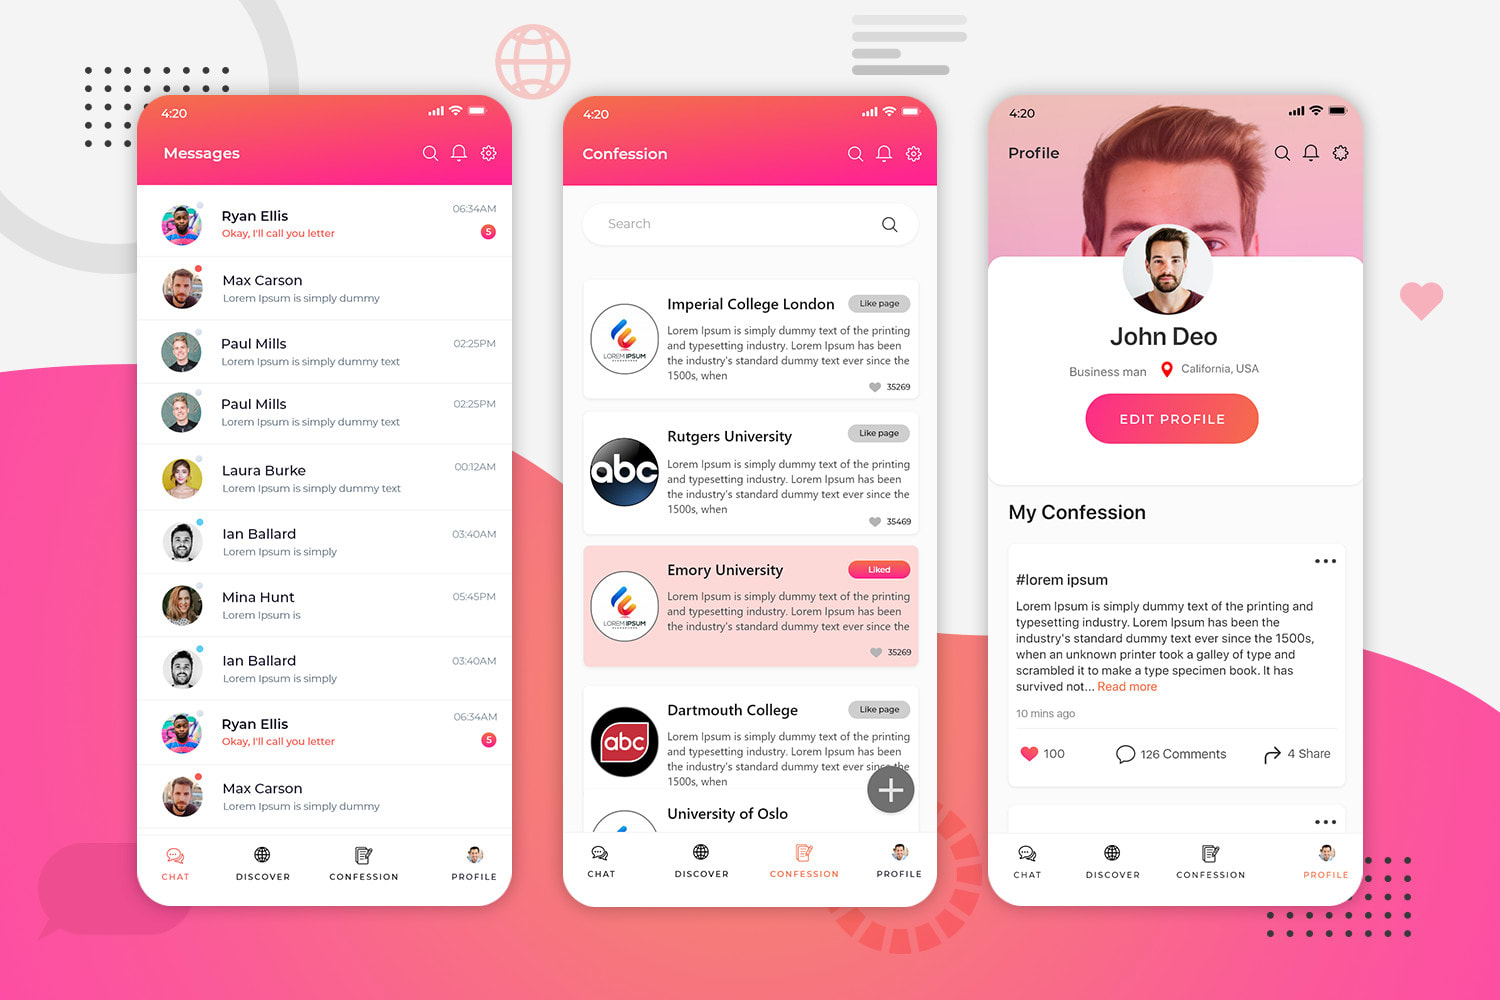 4:20
Messages
Ryan Ellis
06:34AM
Okay, I'll call you letter
5
Max Carson
Lorem Ipsum is simply dummy
Paul Mills
02:25PM
Lorem Ipsum is simply dummy text
Paul Mills
02:25PM
Lorem Ipsum is simply dummy text
Laura Burke
00:12AM
Lorem Ipsum is simply dummy text
Ian Ballard
03:40AM
Lorem Ipsum is simply
Mina Hunt
05:45PM
Lorem Ipsum is
Ian Ballard
03:40AM
Lorem Ipsum is simply
Ryan Ellis
06:34AM
Okay, I'll call you letter
5
Max Carson
Lorem Ipsum is simply dummy
CHAT
DISCOVER
CONFESSION
PROFILE
4:20
Confession
Search
Imperial College London
Like page
LOREM IPSUM
Lorem Ipsum is simply dummy text of the printing
and typesetting industry. Lorem Ipsum has been
the industry's standard dummy text ever since the
1500s, when
35269
Rutgers University
Like page
abc
Lorem Ipsum is simply dummy text of the printing
and typesetting industry. Lorem Ipsum has been
the industry's standard dummy text ever since the
1500s, when
35469
Emory University
Liked
LOREM IPSUM
Lorem Ipsum is simply dummy text of the printing
and typesetting industry. Lorem Ipsum has been
the industry's standard dummy text ever since the
35269
Dartmouth College
Like page
abc
Lorem Ipsum is simply dummy text of the printing
and typesetting industry. Lorem Ipsum has been
the industry's standard dummy text ever since the
1500s, when
University of Oslo
CHAT
DISCOVER
CONFESSION
PROFILE
4:20
Profile
John Deo
Business man
California, USA
EDIT PROFILE
My Confession
#lorem ipsum
Lorem Ipsum is simply dummy text of the printing and
typesetting industry. Lorem Ipsum has been the
industry's standard dummy text ever since the 1500s,
when an unknown printer took a galley of type and
scrambled it to make a type specimen book. It has
survived not... Read more
10 mins ago
100
126 Comments
4 Share
CHAT
DISCOVER
CONFESSION
PROFILE